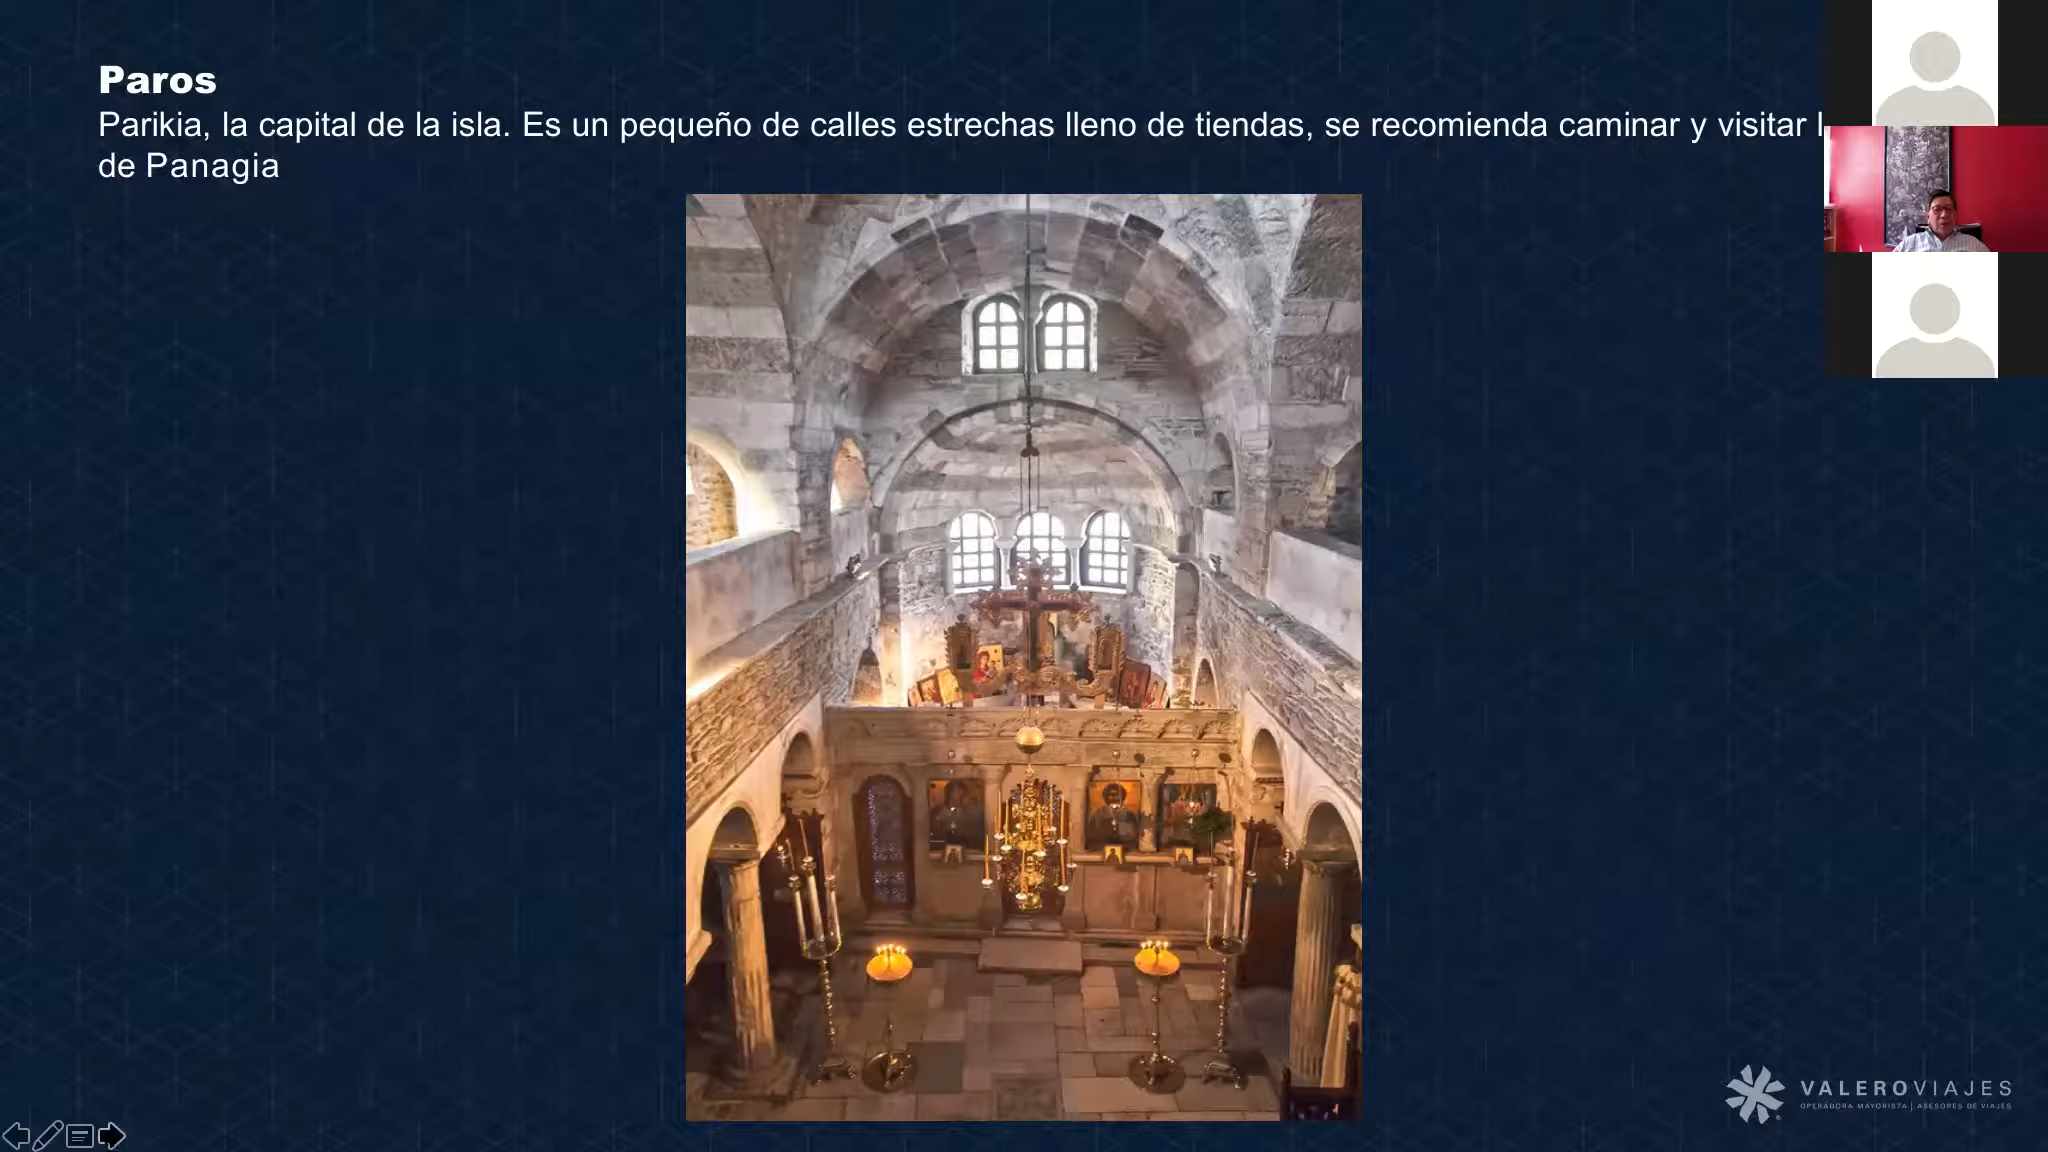 Paros
Parikia, la capital de la isla. Es un pequeño de calles estrechas lleno de tiendas, se recomienda caminar y visitar l
de Panagia
VALEROVIAJES
OPERADORA MAYORISTA | ASESORES DE VIAJES